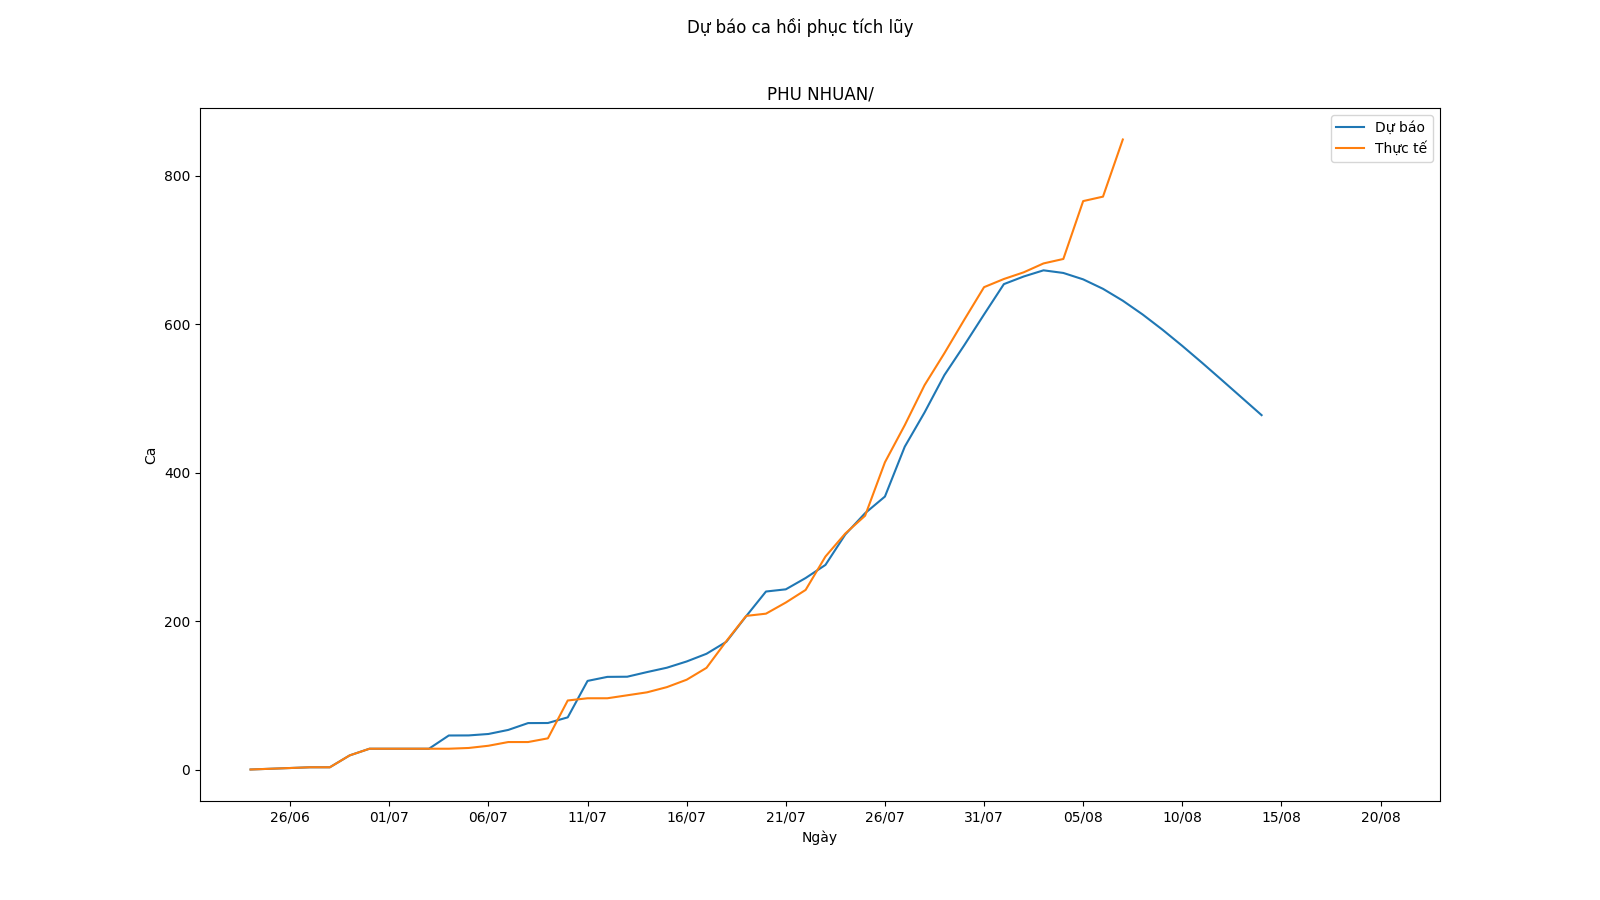 Dự báo ca hồi phục tích lũy
PHU NHUAN/
Dự báo
Thực tế
800
600
400
200
0
Ca
26/06 01/07 06/07 11/07 16/07 21/07 26/07 31/07 05/08 10/08 15/08 20/08
Ngày